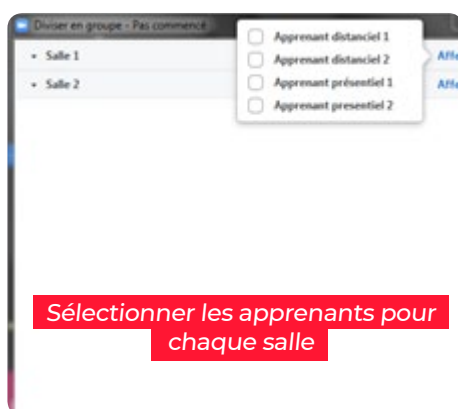 Diviser en groupe - Pas commencé
Apprenant distanciel 1
Salle 1
Apprenant distanciel 2
Salle 2
Apprenant présentiel 1
Apprenant presentiel 2
Sélectionner les apprenants pour
chaque salle